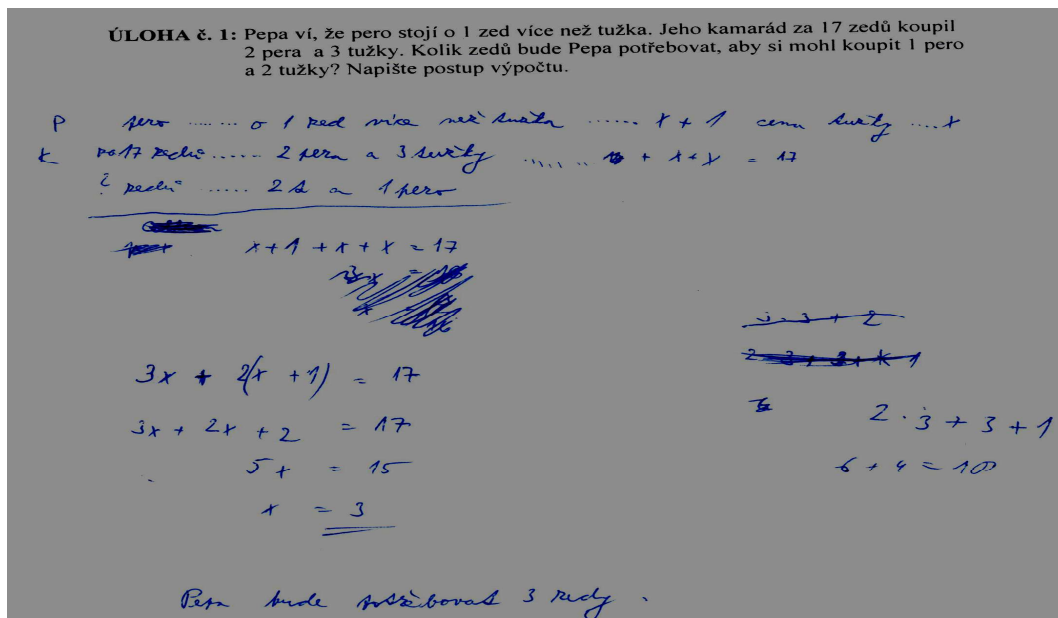 ÚLOHA č. 1: Pepa ví, že pero stojí o 1 zed více než tužka. Jeho kamarád za 17 zedů koupil
2 pera a 3 tužky. Kolik zedů bude Pepa potřebovat, aby si mohl koupit 1 pero
a 2 tužky? Napište postup výpočtu.
P pero ........ o 1 zed více než tužka ...... x + 1 cena tužky .... x
K za 17 zedů ...... 2 pera a 3 tužky ...... + x + x = 17
? zedů ...... 2 t a 1 pero
x + 1 + x + x = 17
3x + 2(x + 1) = 17
3x + 2x + 2 = 17
5x = 15
x = 3
2 · 3 + 3 + 1
6 + 4 = 10
Pepa bude potřebovat 3 zedy.